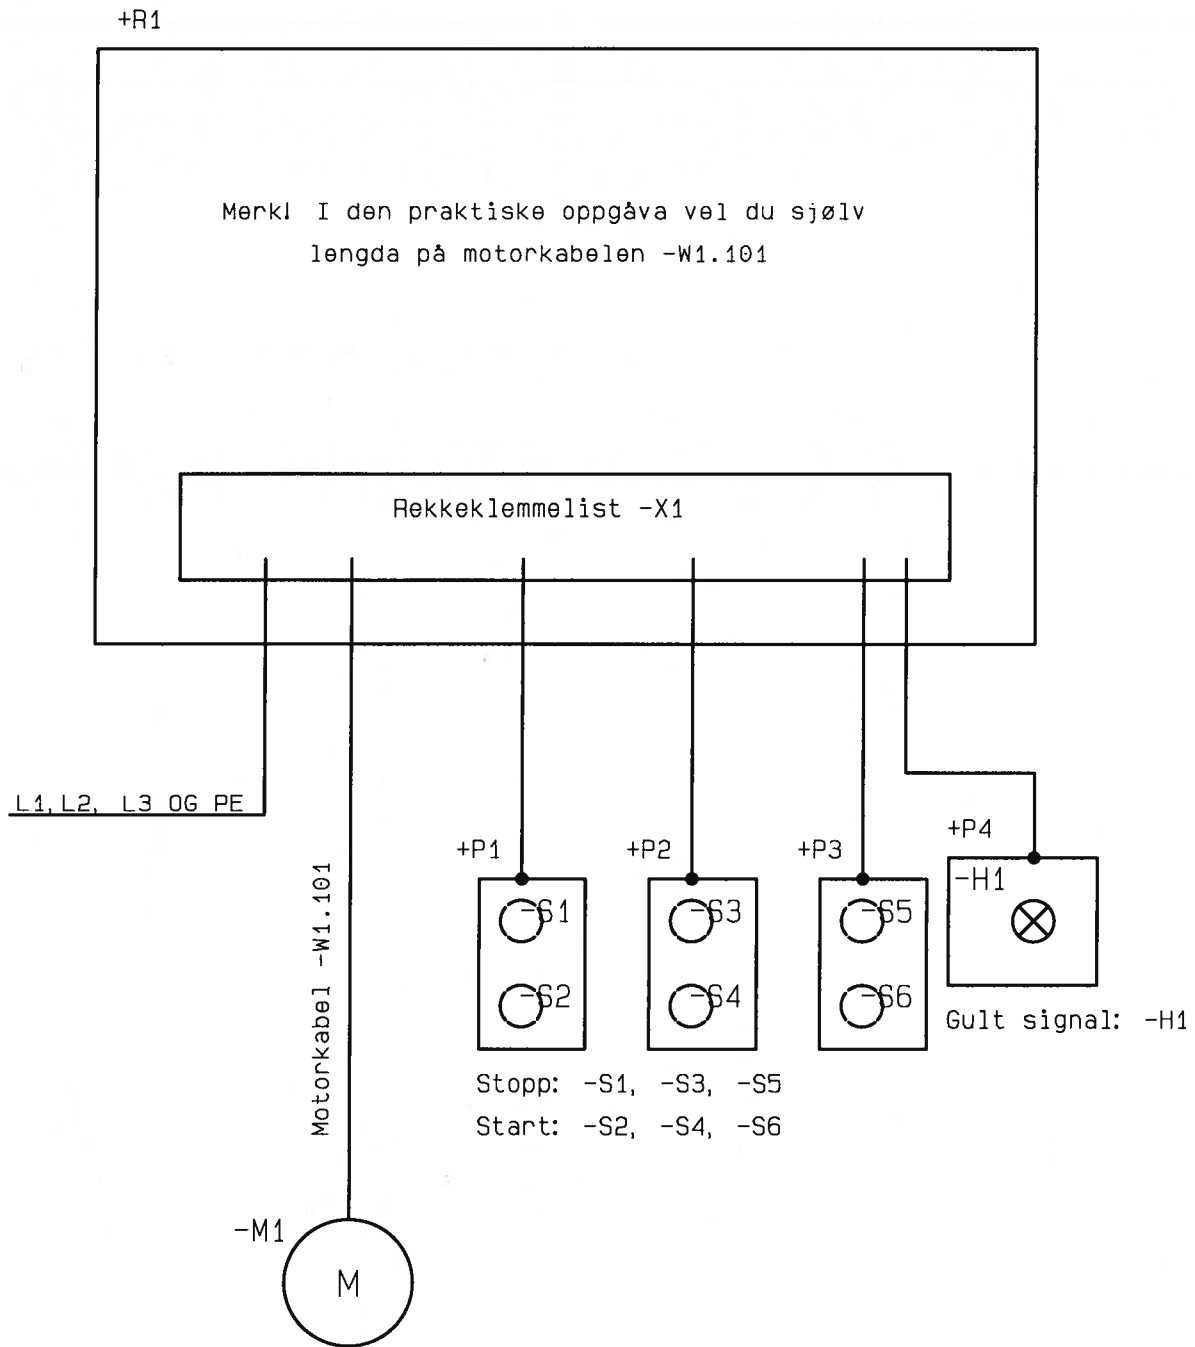 +R1
Merk! I den praktiske oppgåva vel du sjølv
lengda på motorkabelen -W1.101
Rekkeklemmelist -X1
L1, L2, L3 OG PE
Motorkabel -W1.101
+P1
+P2
+P3
+P4
-S1
-S3
-S5
-H1
-S2
-S4
-S6
Gult signal: -H1
Stopp: -S1, -S3, -S5
Start: -S2, -S4, -S6
-M1
M